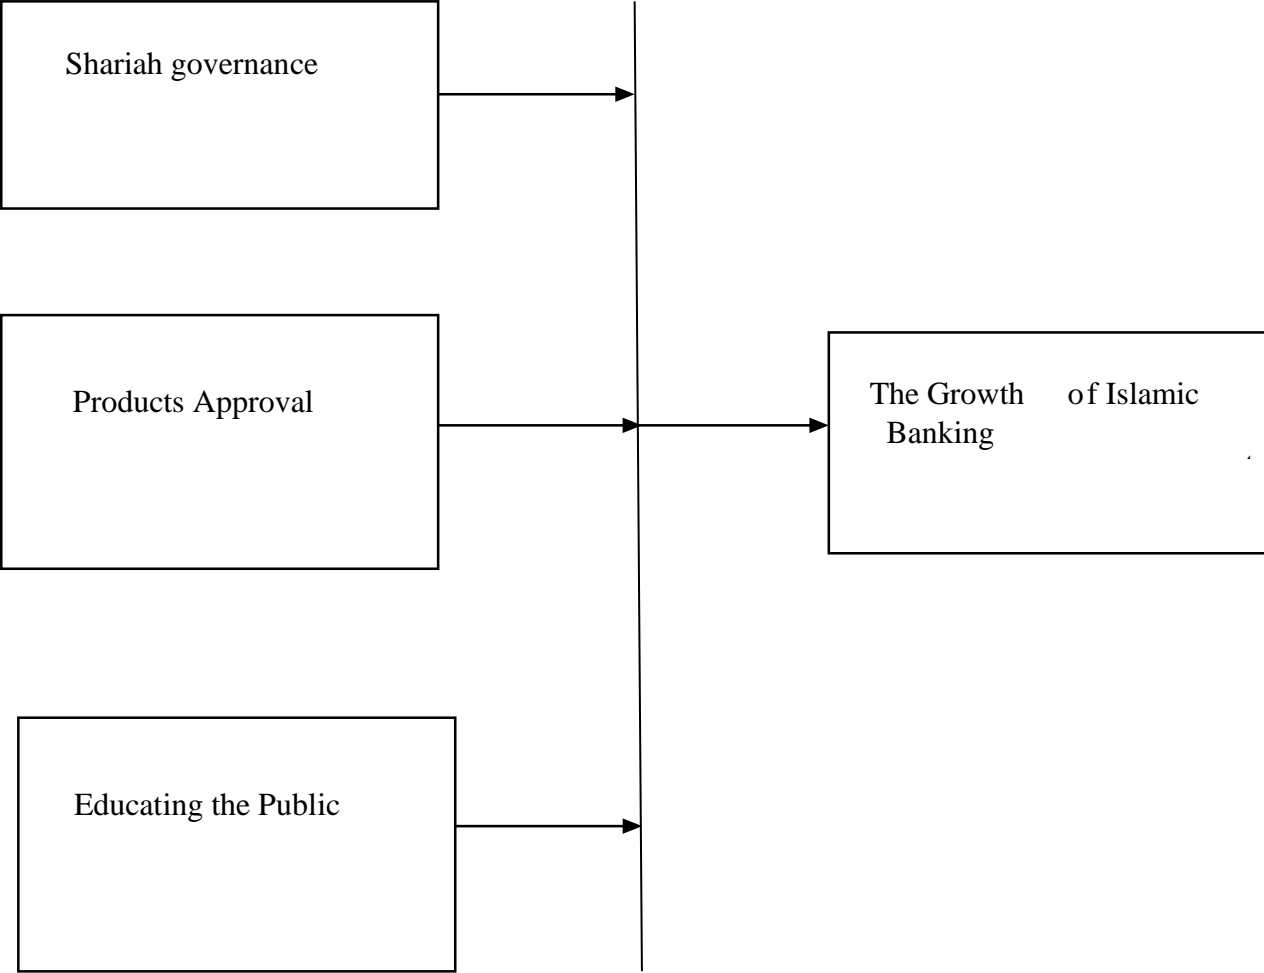 Shariah governance
Products Approval
The Growth of Islamic
Banking
Educating the Public